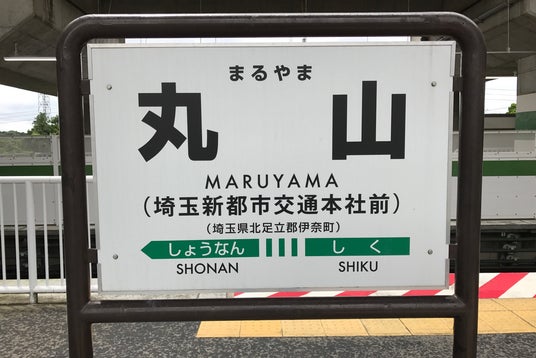 まるやま
丸山
MARUYAMA
（埼玉新都市交通本社前）
（埼玉県北足立郡伊奈町）
しょうなん しく
SHONAN SHIKU